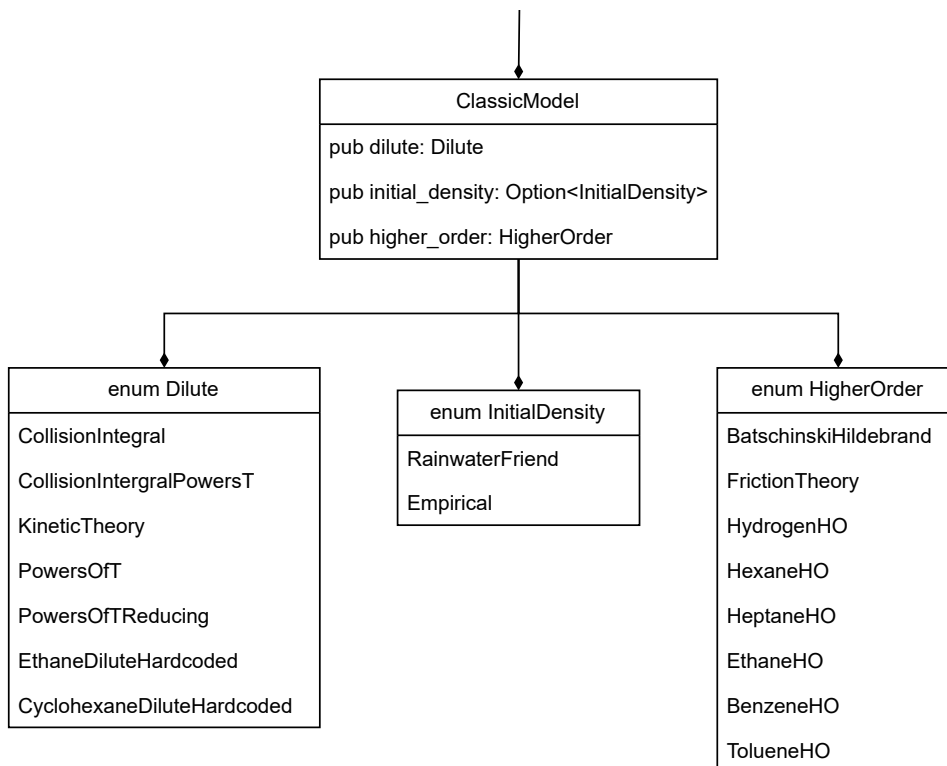 ClassicModel
pub dilute: Dilute
pub initial_density: Option<InitialDensity>
pub higher_order: HigherOrder
enum Dilute
CollisionIntegral
CollisionIntergralPowersT
KineticTheory
PowersOfT
PowersOfTReducing
EthaneDiluteHardcoded
CyclohexaneDiluteHardcoded
enum InitialDensity
RainwaterFriend
Empirical
enum HigherOrder
BatschinskiHildebrand
FrictionTheory
HydrogenHO
HexaneHO
HeptaneHO
EthaneHO
BenzeneHO
TolueneHO